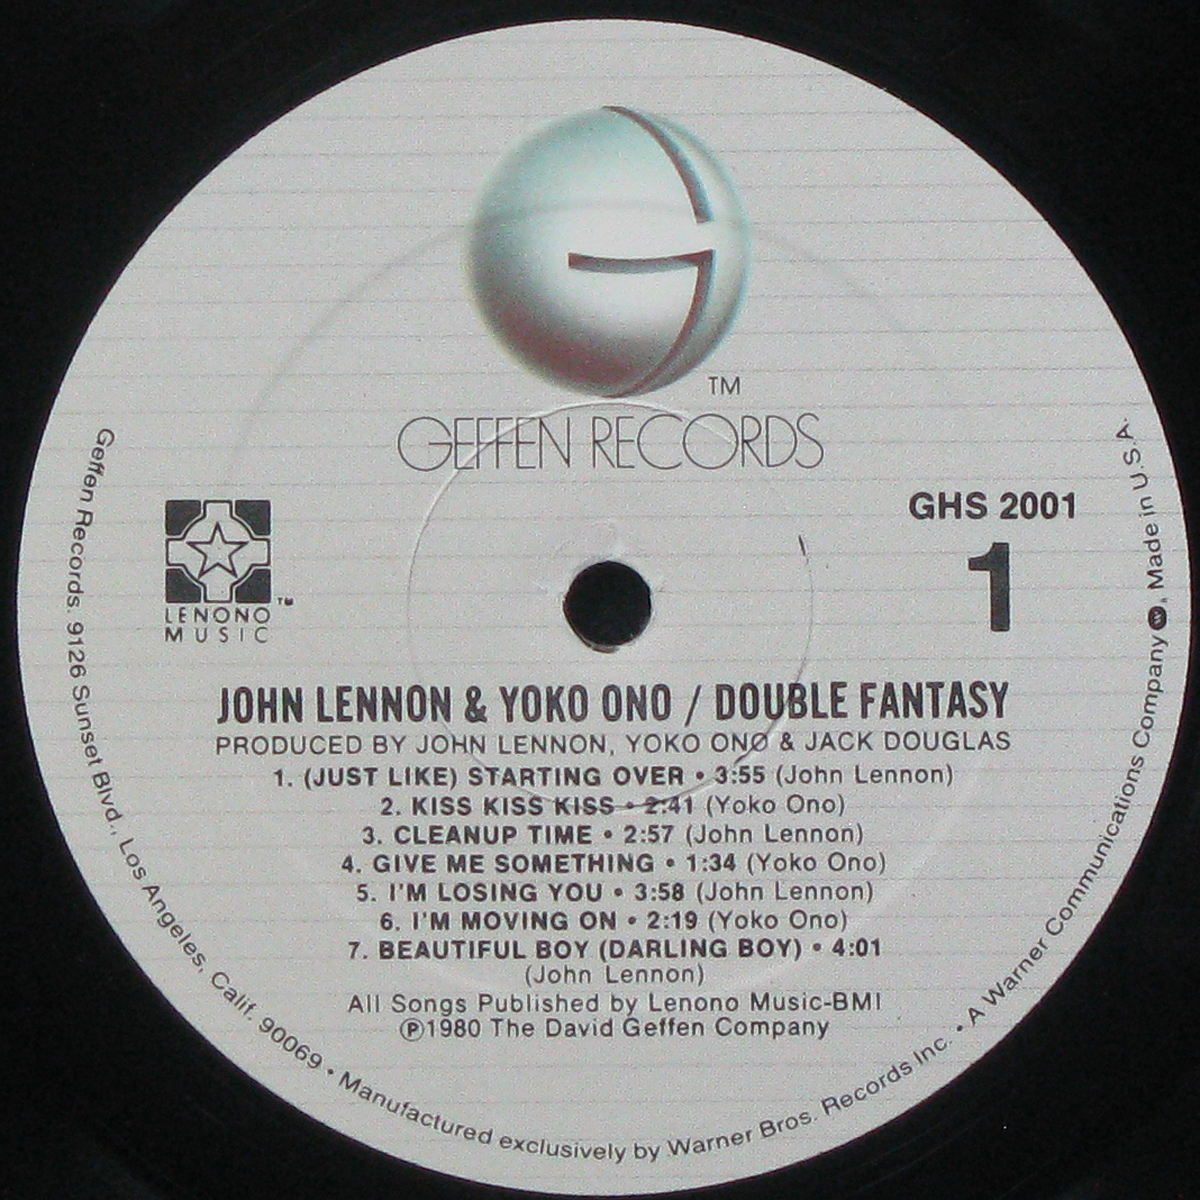 TM
GEFFEN RECORDS
GHS 2001
1
LENONO ™
MUSIC
JOHN LENNON & YOKO ONO / DOUBLE FANTASY
PRODUCED BY JOHN LENNON, YOKO ONO & JACK DOUGLAS
1. (JUST LIKE) STARTING OVER • 3:55 (John Lennon)
2. KISS KISS KISS • 2:41 (Yoko Ono)
3. CLEANUP TIME • 2:57 (John Lennon)
4. GIVE ME SOMETHING • 1:34 (Yoko Ono)
5. I'M LOSING YOU • 3:58 (John Lennon)
6. I'M MOVING ON • 2:19 (Yoko Ono)
7. BEAUTIFUL BOY (DARLING BOY) • 4:01
(John Lennon)
All Songs Published by Lenono Music-BMI
℗1980 The David Geffen Company
Geffen Records. 9126 Sunset Blvd., Los Angeles, Calif. 90069 • Manufactured exclusively by Warner Bros. Records Inc. • A Warner Communications Company. Made in U.S.A.